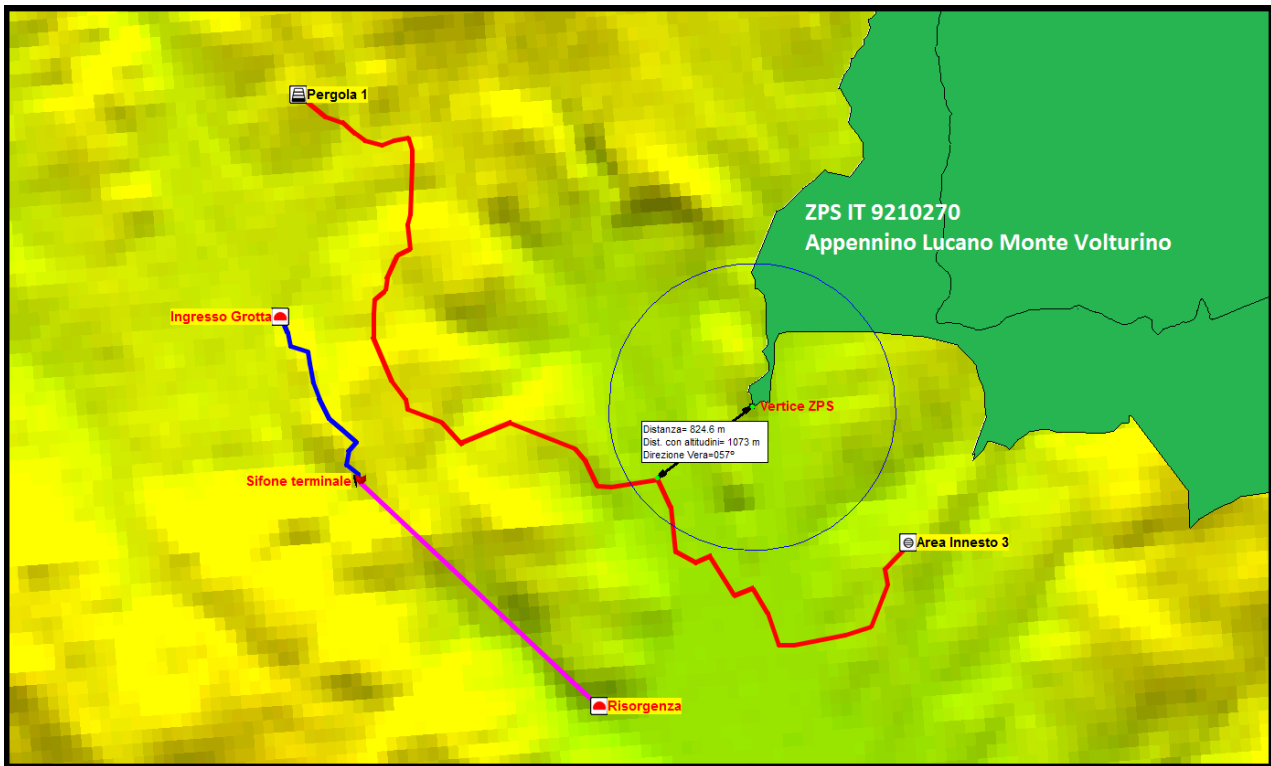 Pergola 1
ZPS IT 9210270
Appennino Lucano Monte Volturino
Ingresso Grotta
Vertice ZPS
Distanza= 824.6 m
Dist. con altitudini= 1073 m
Direzione Vera=057º
Sifone terminale
Area Innesto 3
Risorgenza